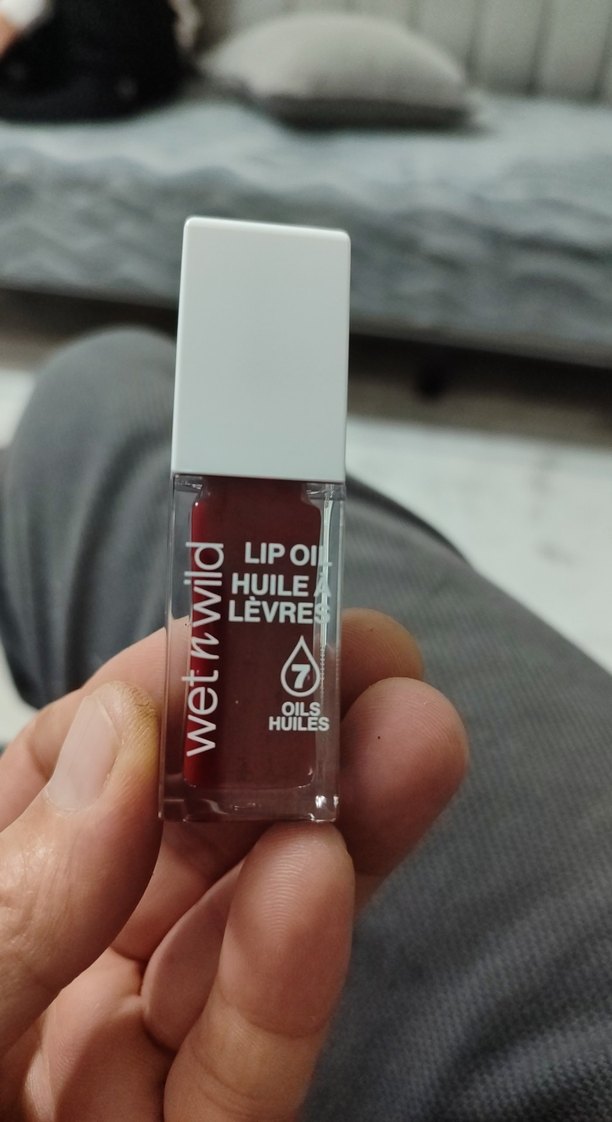 wet n wild
LIP OIL
HUILE À
LÈVRES
7
OILS
HUILES